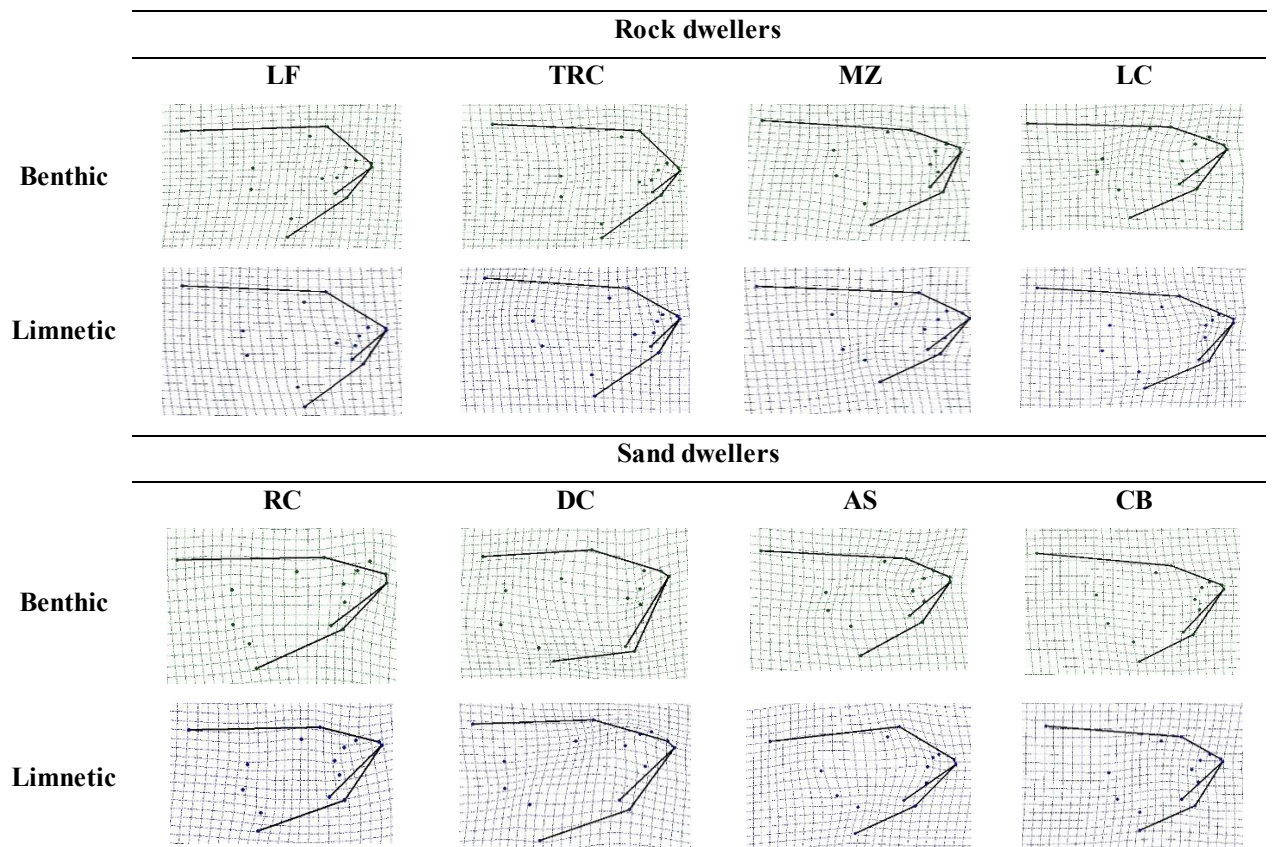 Rock dwellers
LF TRC MZ LC
Benthic
Limnetic
Sand dwellers
RC DC AS CB
Benthic
Limnetic